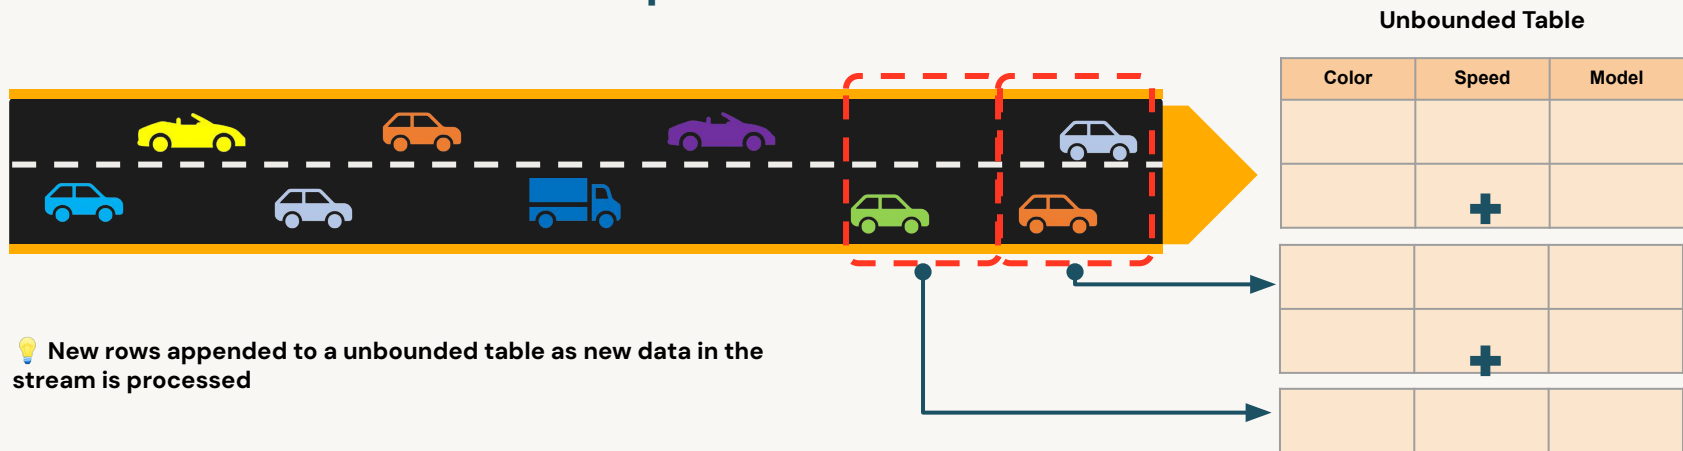 Unbounded Table
Color Speed Model
💡 New rows appended to a unbounded table as new data in the
stream is processed